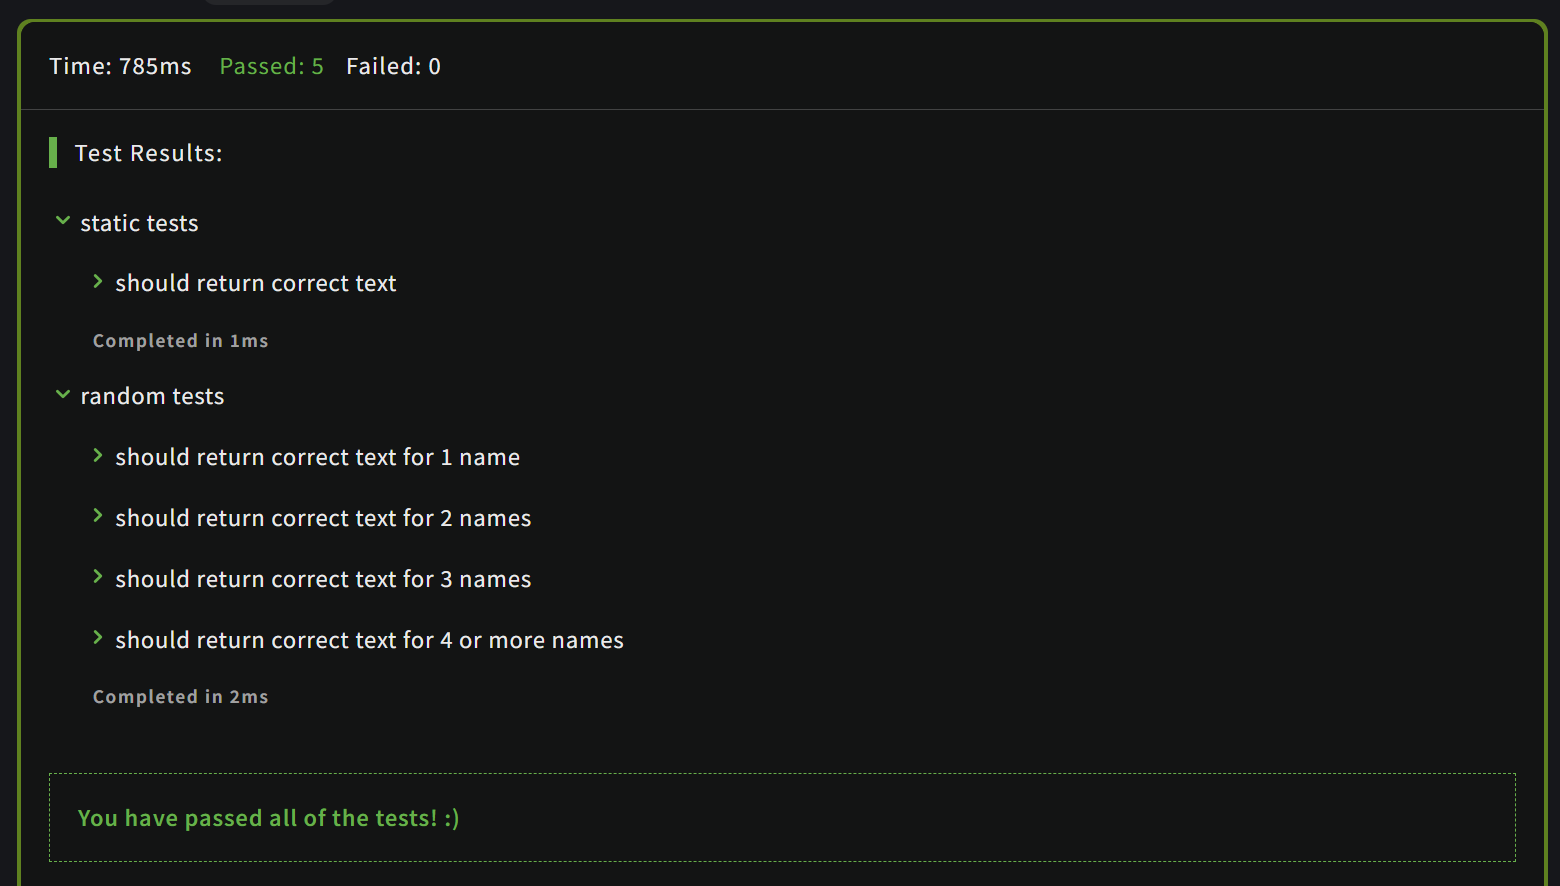 Time: 785ms Passed: 5 Failed: 0
Test Results:
static tests
should return correct text
Completed in 1ms
random tests
should return correct text for 1 name
should return correct text for 2 names
should return correct text for 3 names
should return correct text for 4 or more names
Completed in 2ms
You have passed all of the tests! :)